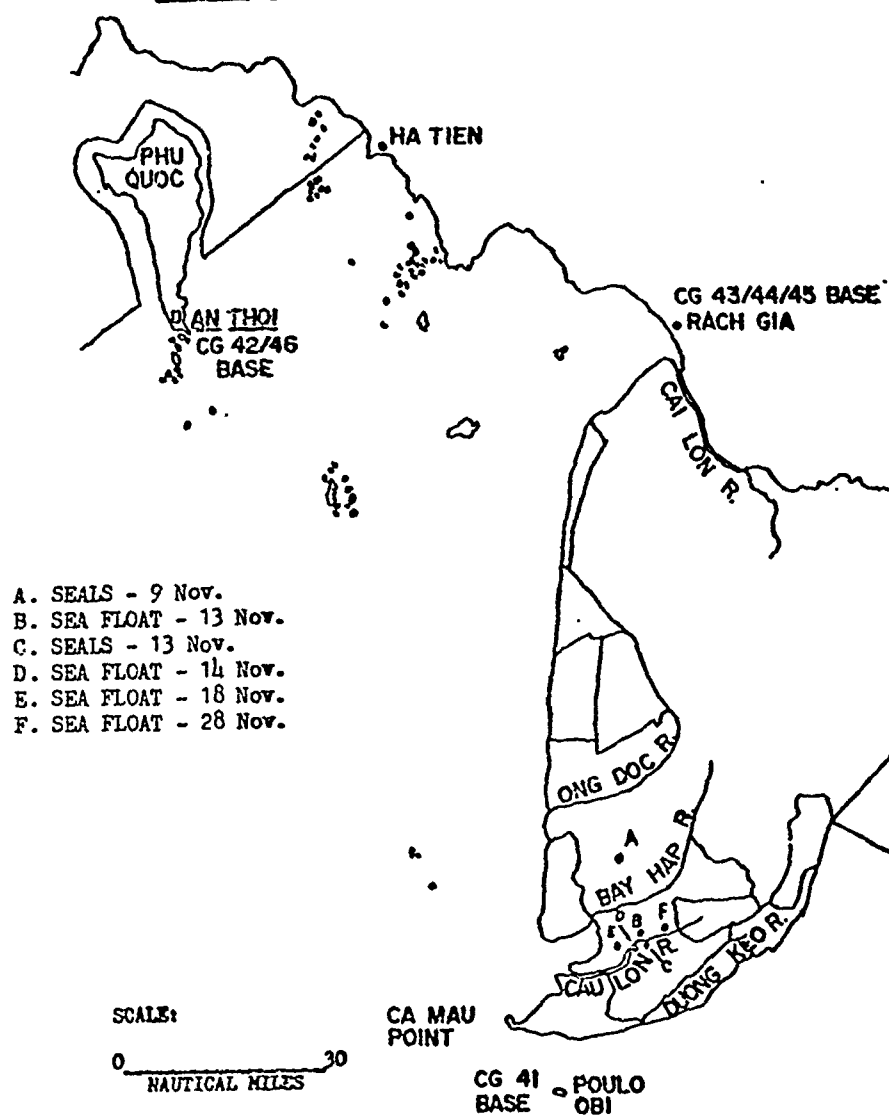 HA TIEN
PHU
QUOC
CG 43/44/45 BASE
RACH GIA
AN THOI
CG 42/46
BASE
CAI LON R.
A. SEALS - 9 Nov.
B. SEA FLOAT - 13 Nov.
C. SEALS - 13 Nov.
D. SEA FLOAT - 14 Nov.
E. SEA FLOAT - 18 Nov.
F. SEA FLOAT - 28 Nov.
ONG DOC R.
A
BAY HAP R.
D
E
B
F
C
CAU LON R
DUONG KEO R.
SCALE:
0 30
NAUTICAL MILES
CA MAU
POINT
CG 41
BASE
POULO
OBI